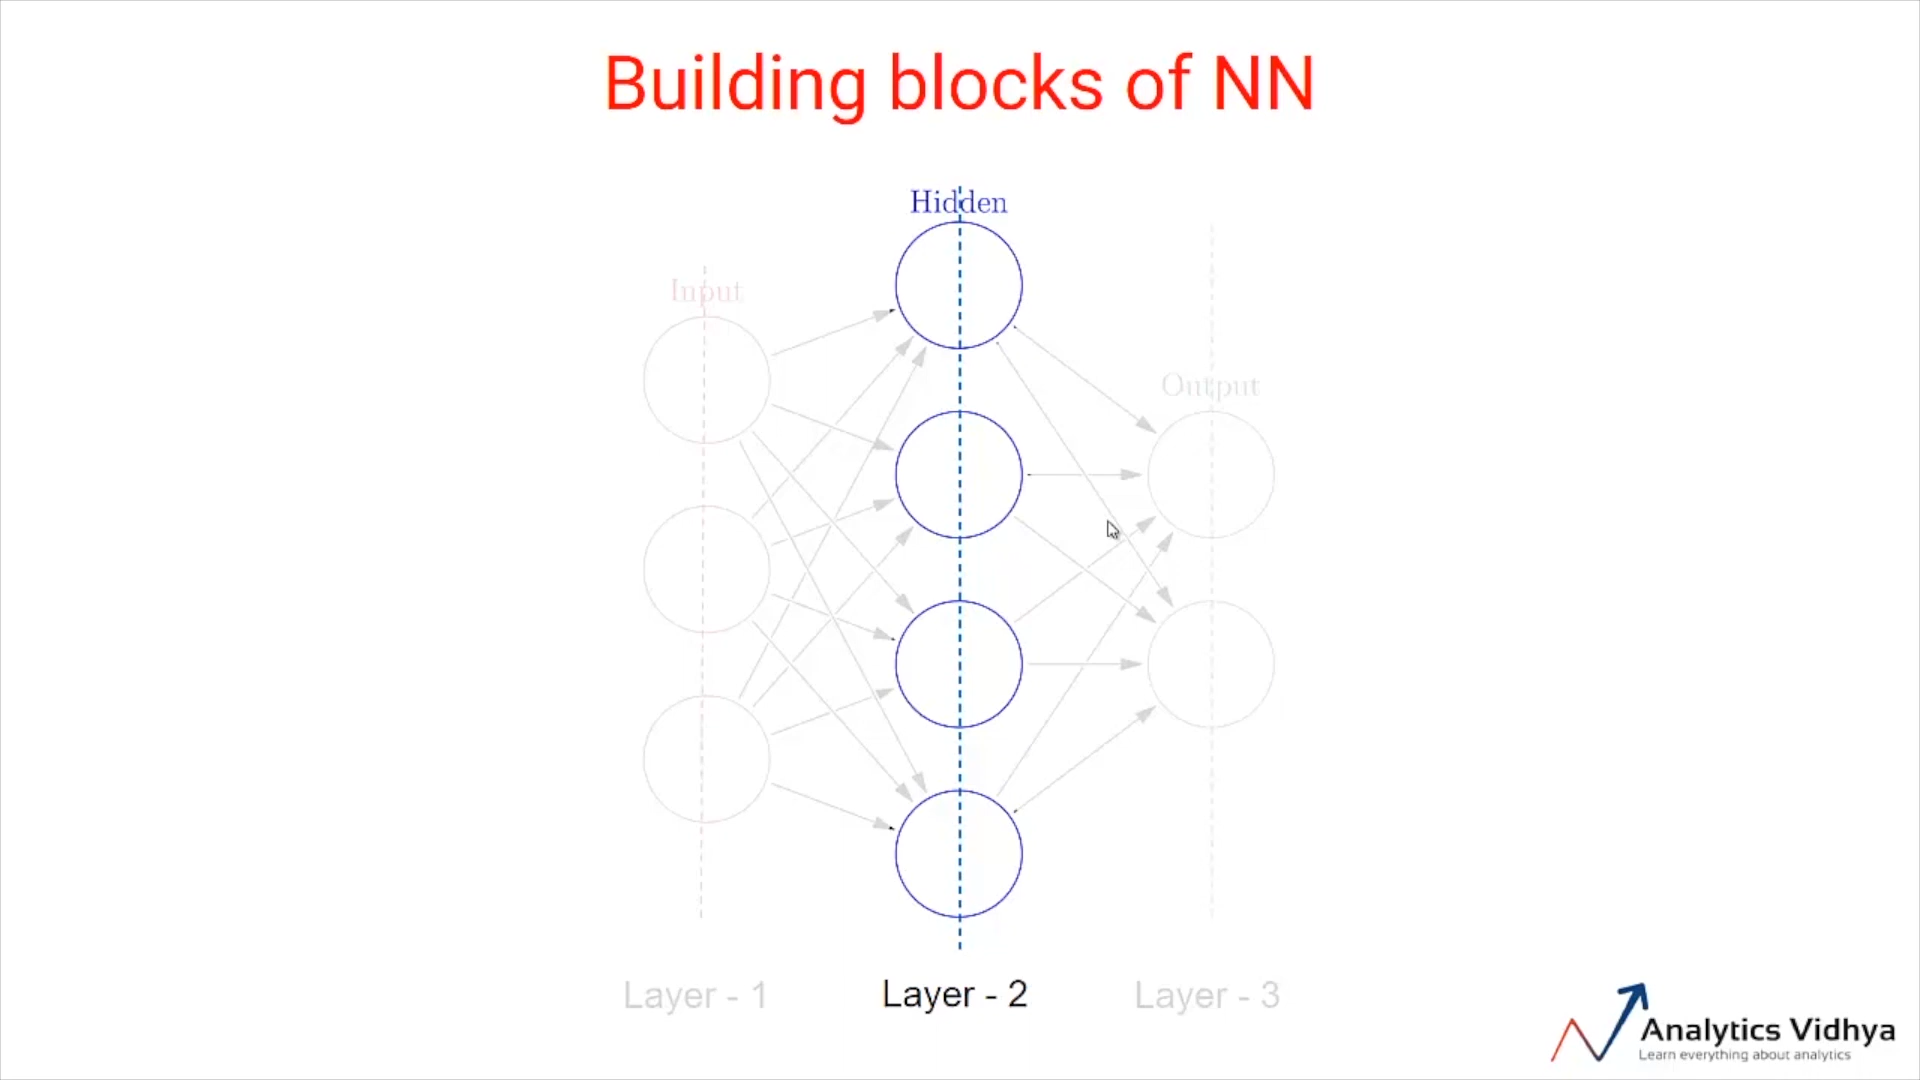 Building blocks of NN
Hidden
Input
Output
Layer - 1
Layer - 2
Layer - 3
Analytics Vidhya
Learn everything about analytics